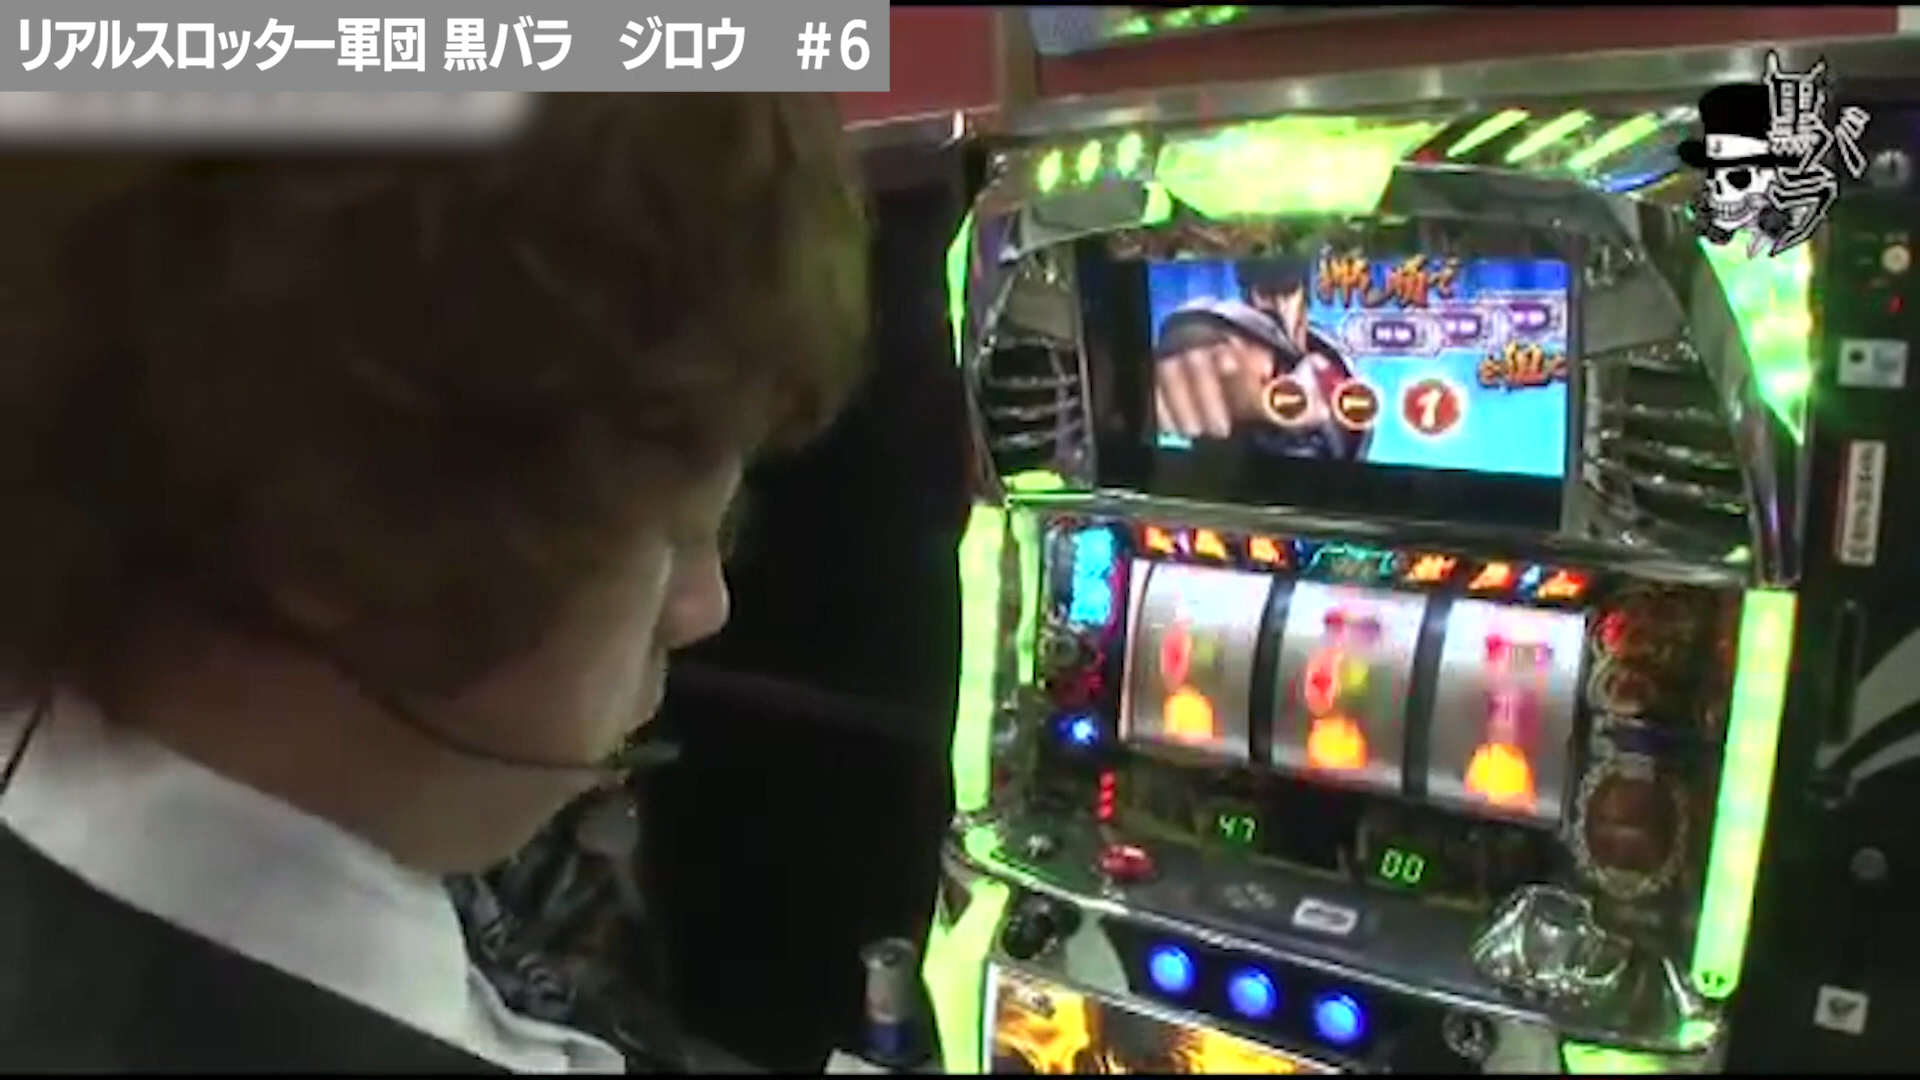 リアルスロッター軍団 黒バラ　ジロウ　＃6
黒バラ
押し順で
を狙え
1
47
00